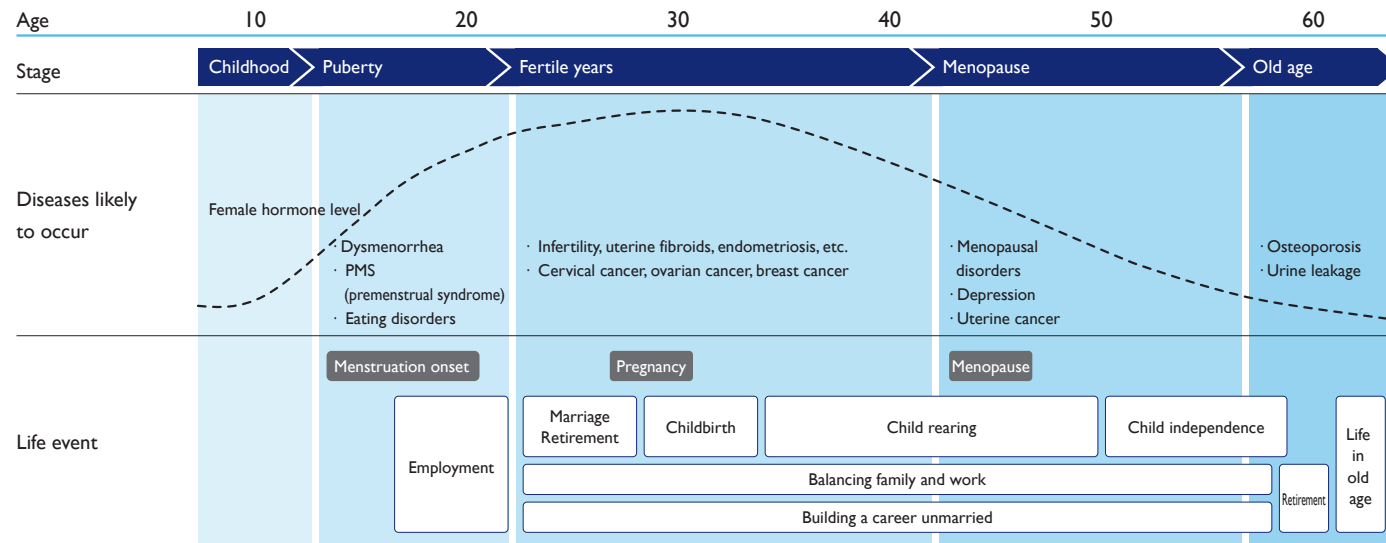 Age 10 20 30 40 50 60
Stage Childhood Puberty Fertile years Menopause Old age
Diseases likely
to occur
Female hormone level
· Dysmenorrhea
· PMS
(premenstrual syndrome)
· Eating disorders
· Infertility, uterine fibroids, endometriosis, etc.
· Cervical cancer, ovarian cancer, breast cancer
· Menopausal
disorders
· Depression
· Uterine cancer
· Osteoporosis
· Urine leakage
Life event
Menstruation onset
Pregnancy
Menopause
Employment
Marriage
Retirement
Childbirth
Child rearing
Child independence
Balancing family and work
Building a career unmarried
Retirement
Life
in
old
age